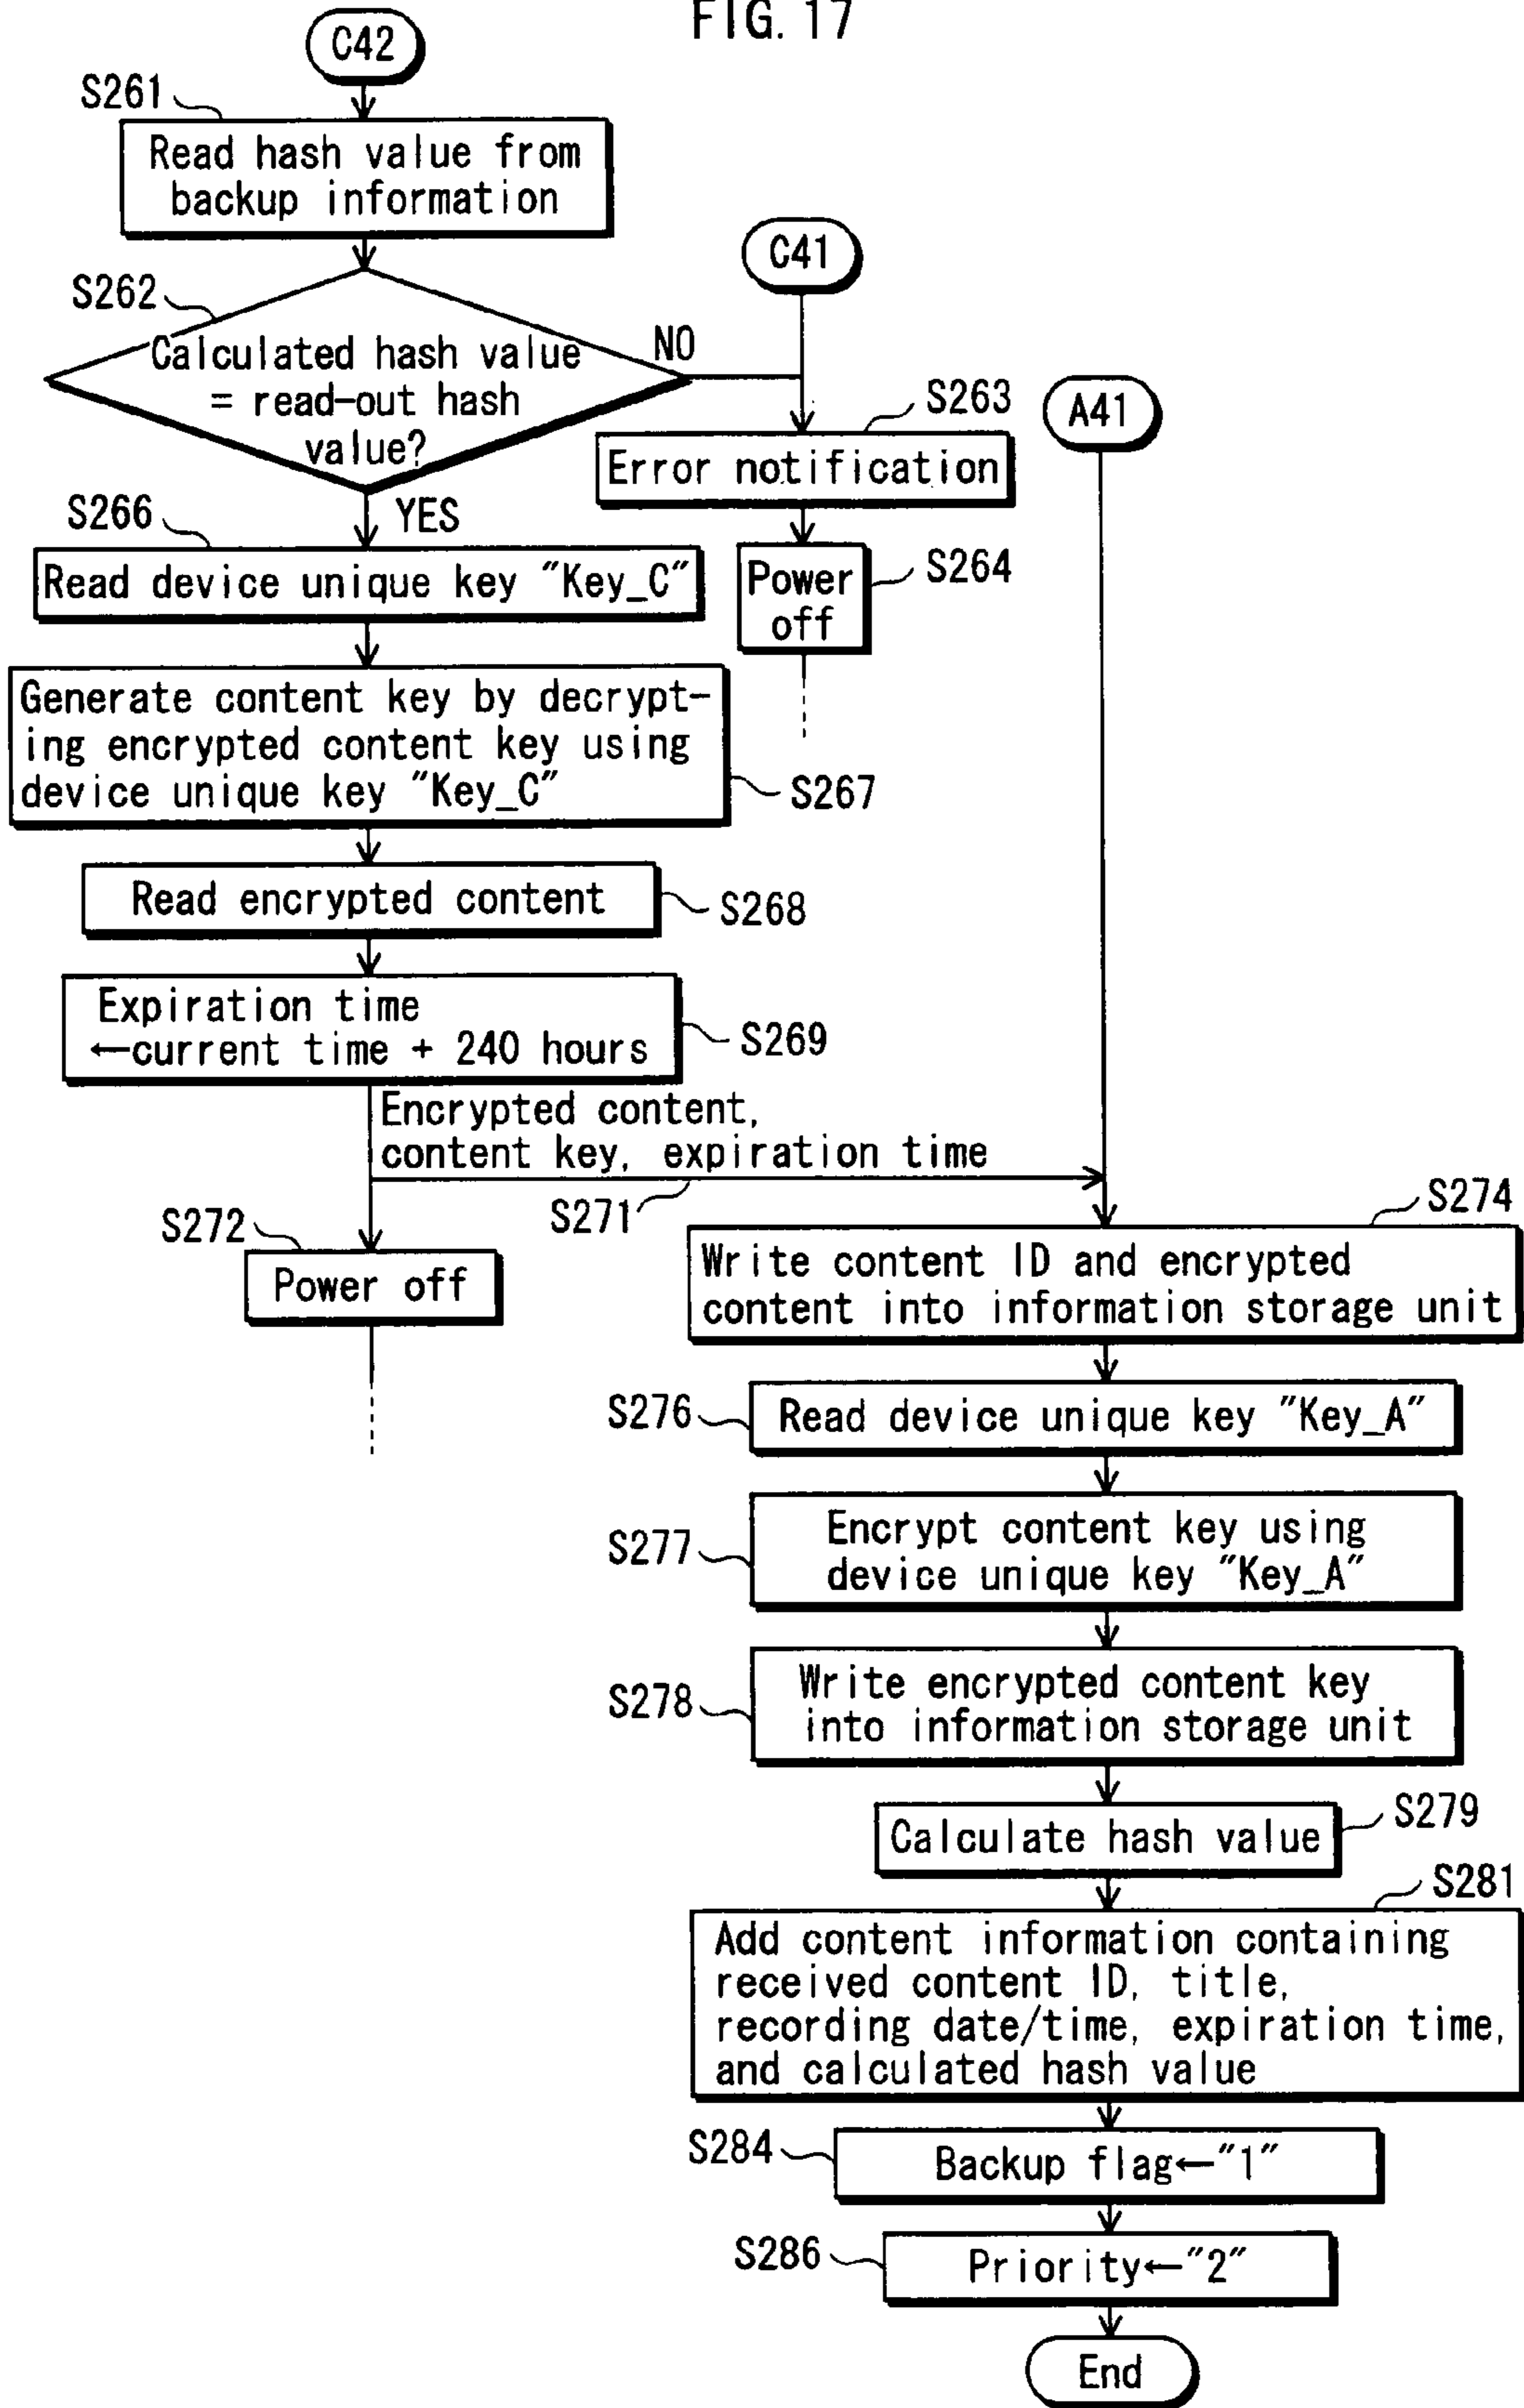 FIG. 17
C42
S261
Read hash value from
backup information
C41
S262
Calculated hash value
= read-out hash
value?
NO
S263
A41
Error notification
S266
YES
S264
Read device unique key "Key_C"
Power
off
Generate content key by decrypt-
ing encrypted content key using
device unique key "Key_C"
S267
Read encrypted content
S268
Expiration time
←current time + 240 hours
S269
Encrypted content,
content key, expiration time
S271
S272
Power off
S274
Write content ID and encrypted
content into information storage unit
S276
Read device unique key "Key_A"
S277
Encrypt content key using
device unique key "Key_A"
S278
Write encrypted content key
into information storage unit
S279
Calculate hash value
S281
Add content information containing
received content ID, title,
recording date/time, expiration time,
and calculated hash value
S284
Backup flag←"1"
S286
Priority←"2"
End